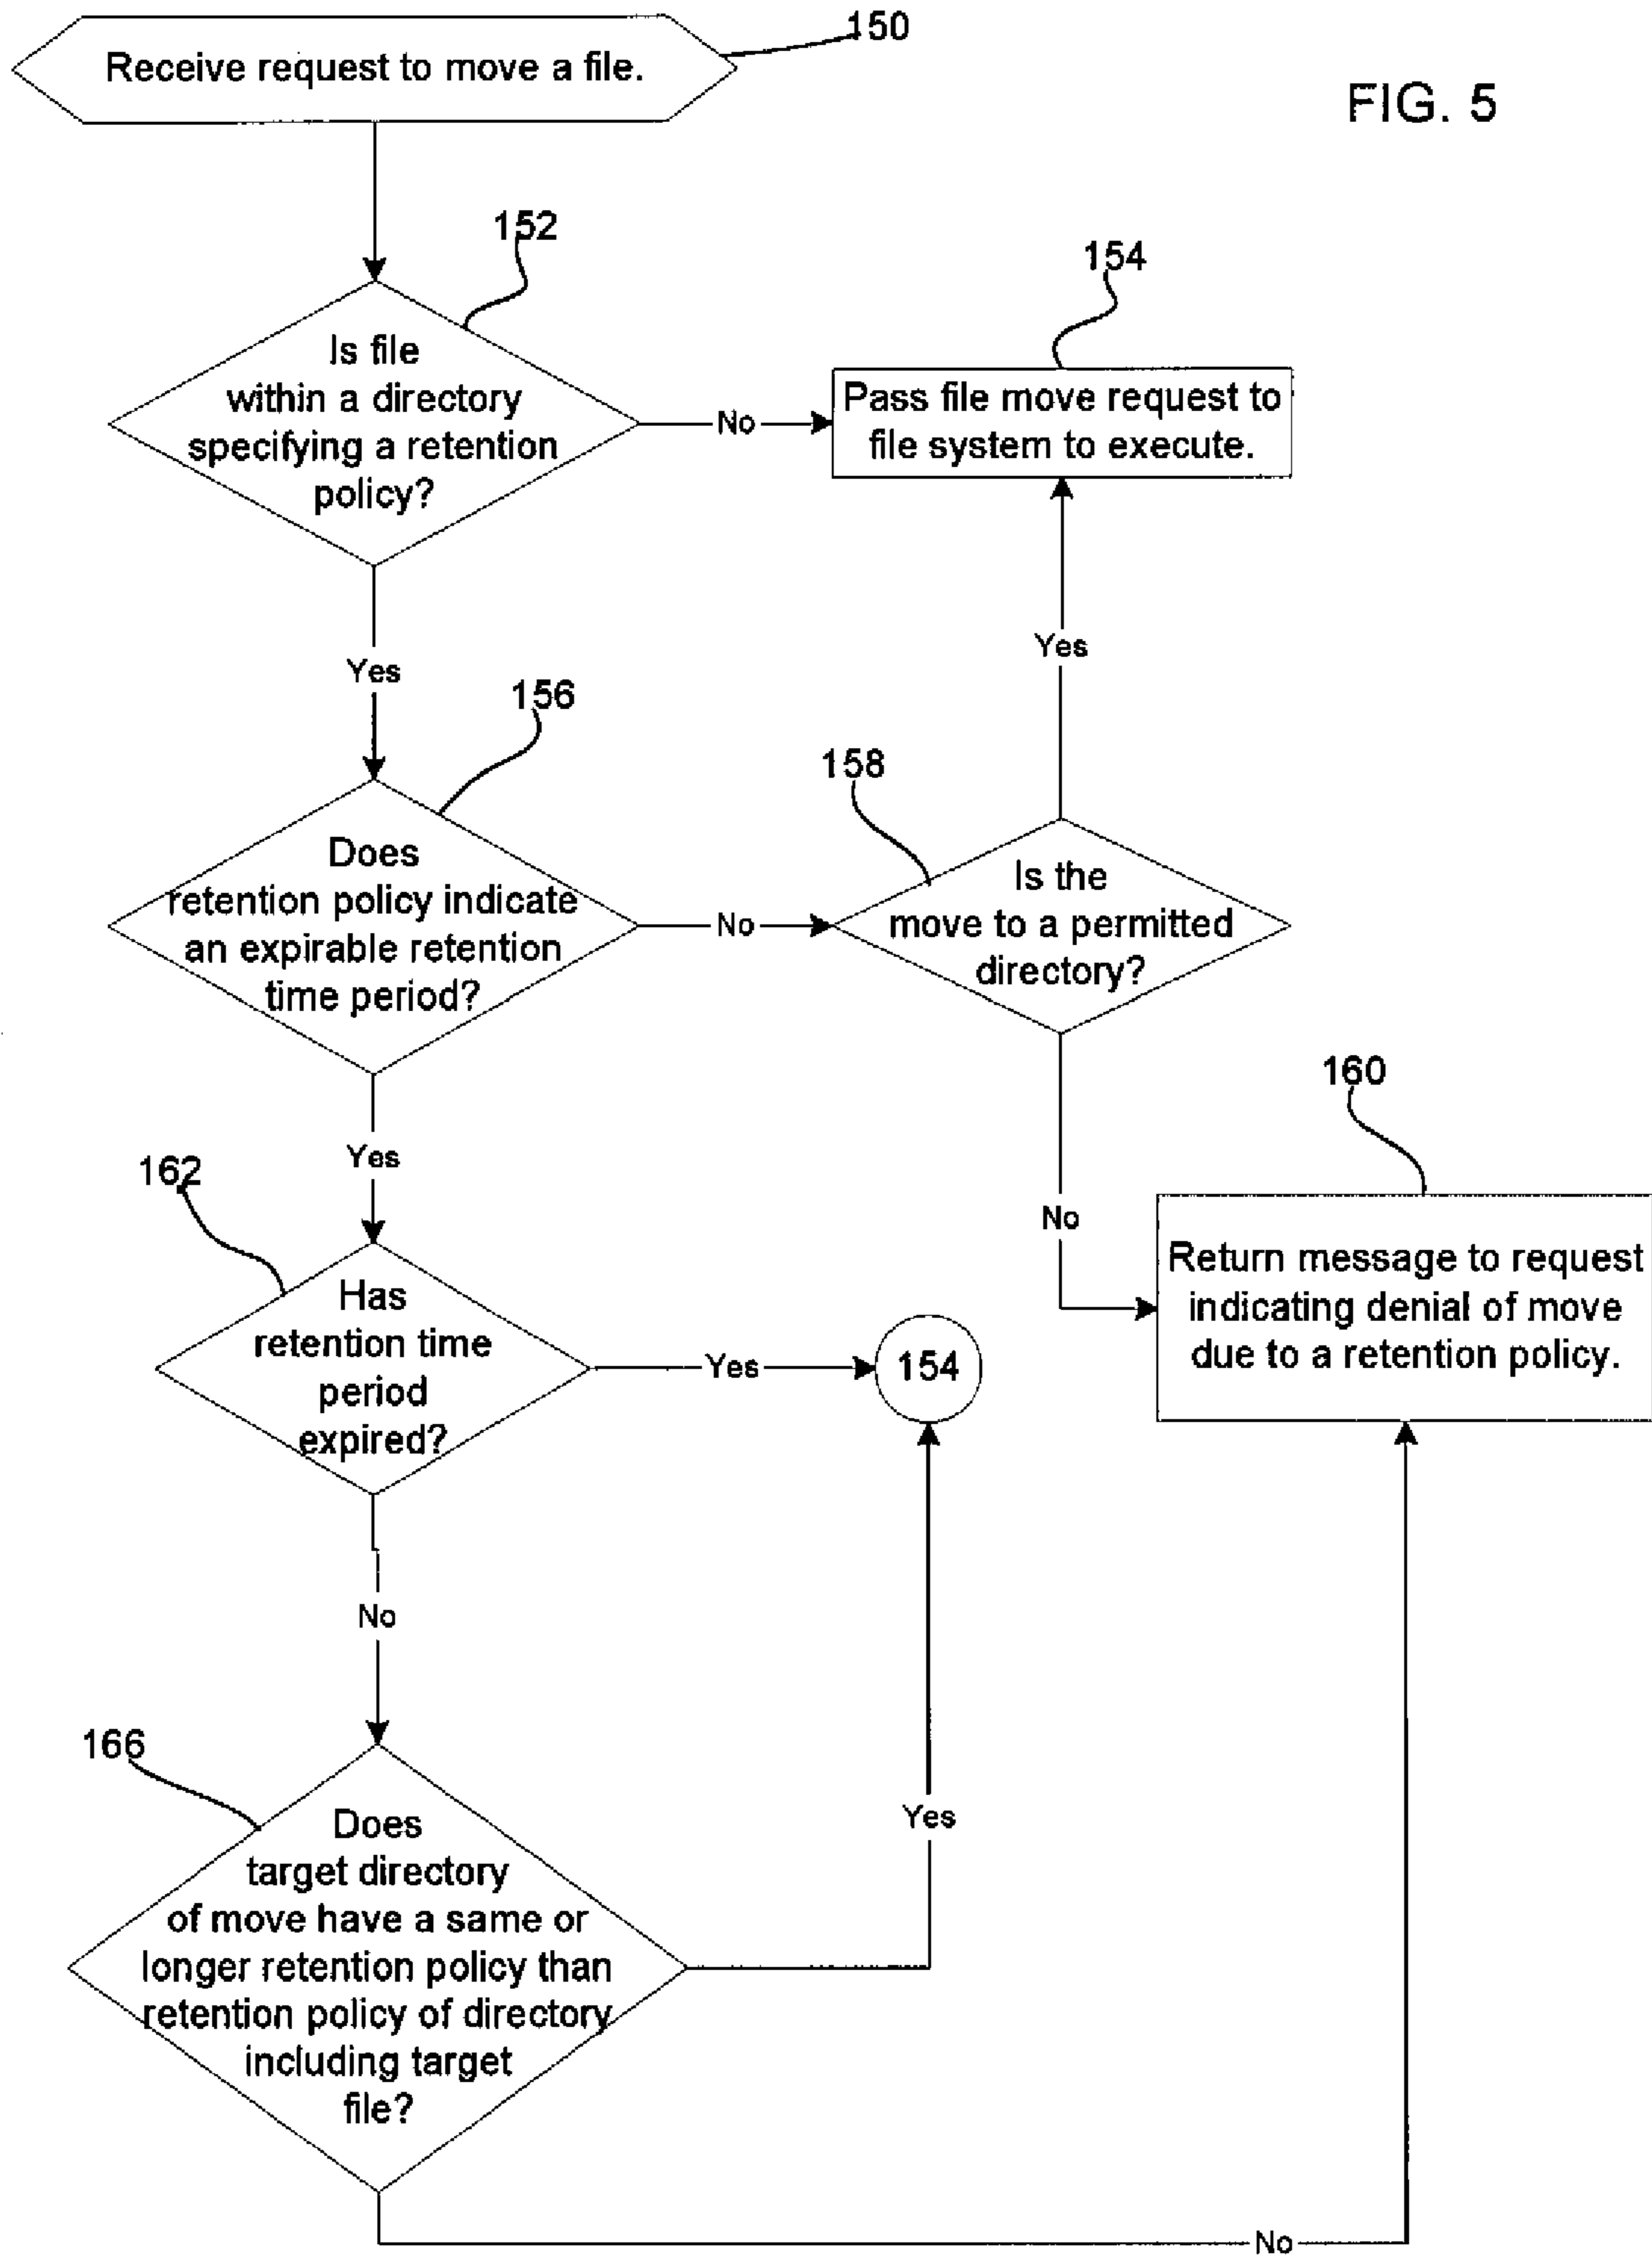 150
Receive request to move a file.
FIG. 5
152
154
Is file
within a directory
specifying a retention
policy?
No
Pass file move request to
file system to execute.
Yes
Yes
156
158
Does
retention policy indicate
an expirable retention
time period?
No
Is the
move to a permitted
directory?
160
Yes
162
No
Return message to request
indicating denial of move
due to a retention policy.
Has
retention time
period
expired?
Yes
154
No
166
Yes
Does
target directory
of move have a same or
longer retention policy than
retention policy of directory
including target
file?
No